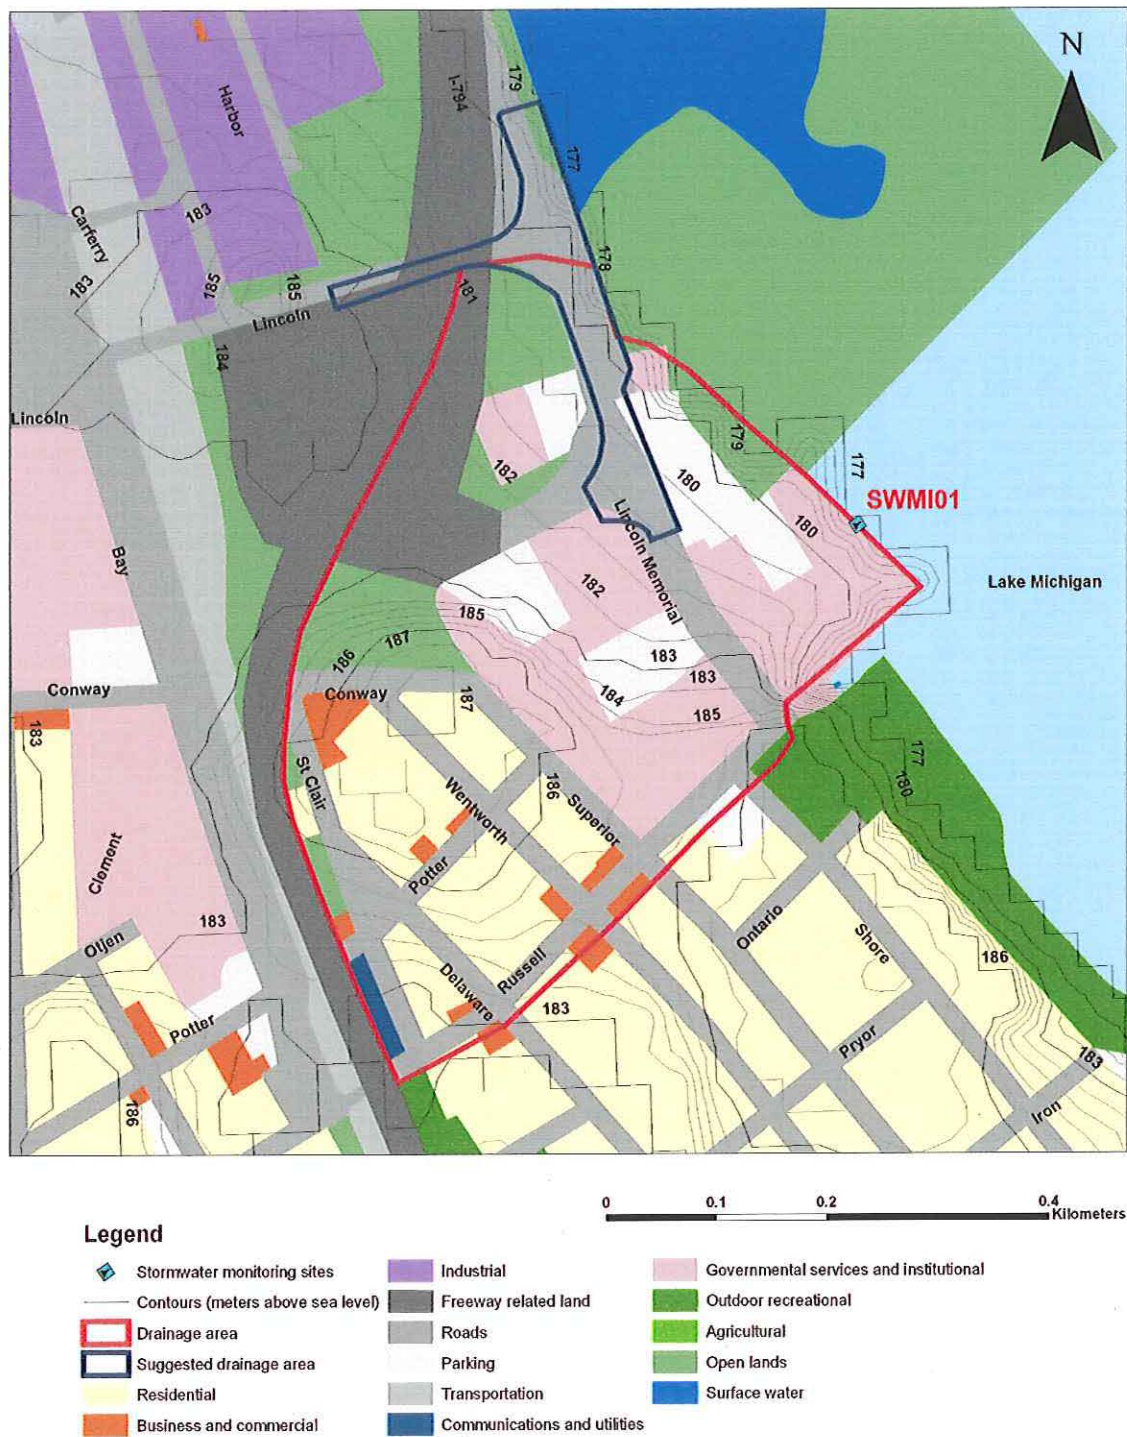 N
I-794
179
Harbor
177
183
Carferry
178
183
185
185
181
Lincoln
184
Lincoln
179
177
182
180
SWMI01
180
Lincoln Memorial
Bay
Lake Michigan
182
185
187
186
183
183
184
Conway
Conway
187
185
183
177
St Clair
180
186
Wentworth
Superior
Clement
Potter
183
Ontario
Shore
Otjen
186
Russell
Delaware
183
Potter
Pryor
183
186
Iron
0 0.1 0.2 0.4
Kilometers
Legend
Stormwater monitoring sites
Contours (meters above sea level)
Drainage area
Suggested drainage area
Residential
Business and commercial
Industrial
Freeway related land
Roads
Parking
Transportation
Communications and utilities
Governmental services and institutional
Outdoor recreational
Agricultural
Open lands
Surface water